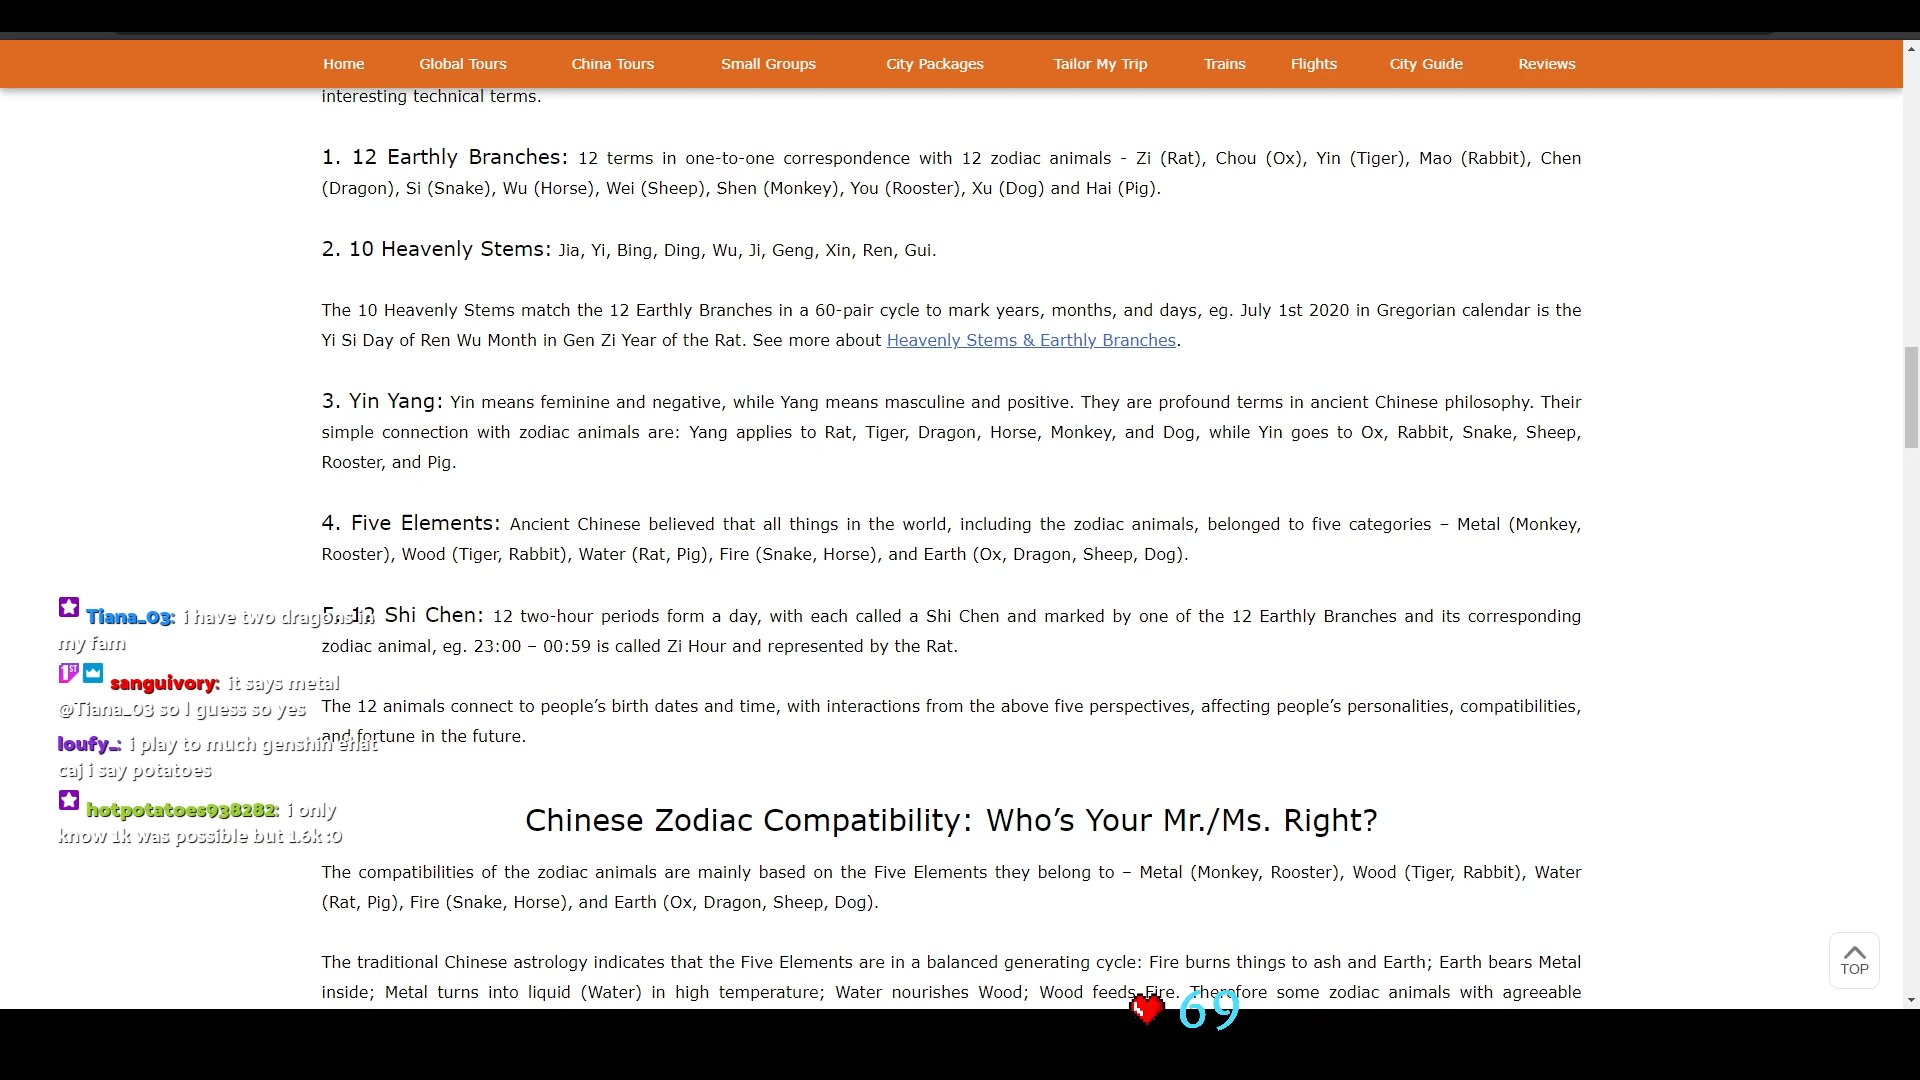 Home Global Tours China Tours Small Groups City Packages Tailor My Trip Trains Flights City Guide Reviews
interesting technical terms.
1. 12 Earthly Branches: 12 terms in one-to-one correspondence with 12 zodiac animals - Zi (Rat), Chou (Ox), Yin (Tiger), Mao (Rabbit), Chen
(Dragon), Si (Snake), Wu (Horse), Wei (Sheep), Shen (Monkey), You (Rooster), Xu (Dog) and Hai (Pig).
2. 10 Heavenly Stems: Jia, Yi, Bing, Ding, Wu, Ji, Geng, Xin, Ren, Gui.
The 10 Heavenly Stems match the 12 Earthly Branches in a 60-pair cycle to mark years, months, and days, eg. July 1st 2020 in Gregorian calendar is the
Yi Si Day of Ren Wu Month in Gen Zi Year of the Rat. See more about Heavenly Stems & Earthly Branches.
3. Yin Yang: Yin means feminine and negative, while Yang means masculine and positive. They are profound terms in ancient Chinese philosophy. Their
simple connection with zodiac animals are: Yang applies to Rat, Tiger, Dragon, Horse, Monkey, and Dog, while Yin goes to Ox, Rabbit, Snake, Sheep,
Rooster, and Pig.
4. Five Elements: Ancient Chinese believed that all things in the world, including the zodiac animals, belonged to five categories – Metal (Monkey,
Rooster), Wood (Tiger, Rabbit), Water (Rat, Pig), Fire (Snake, Horse), and Earth (Ox, Dragon, Sheep, Dog).
5. 12 Shi Chen: 12 two-hour periods form a day, with each called a Shi Chen and marked by one of the 12 Earthly Branches and its corresponding
zodiac animal, eg. 23:00 – 00:59 is called Zi Hour and represented by the Rat.
The 12 animals connect to people’s birth dates and time, with interactions from the above five perspectives, affecting people’s personalities, compatibilities,
and fortune in the future.
Tiana_03: i have two dragons in
my fam
1ST sanguivory: it says metal
@Tiana_03 so I guess so yes
loufy_: i play to much genshin ehat
caj i say potatoes
hotpotatoes938282: i only
know 1k was possible but 1.6k :O
Chinese Zodiac Compatibility: Who’s Your Mr./Ms. Right?
The compatibilities of the zodiac animals are mainly based on the Five Elements they belong to – Metal (Monkey, Rooster), Wood (Tiger, Rabbit), Water
(Rat, Pig), Fire (Snake, Horse), and Earth (Ox, Dragon, Sheep, Dog).
The traditional Chinese astrology indicates that the Five Elements are in a balanced generating cycle: Fire burns things to ash and Earth; Earth bears Metal
inside; Metal turns into liquid (Water) in high temperature; Water nourishes Wood; Wood feeds Fire. Therefore some zodiac animals with agreeable
TOP
69